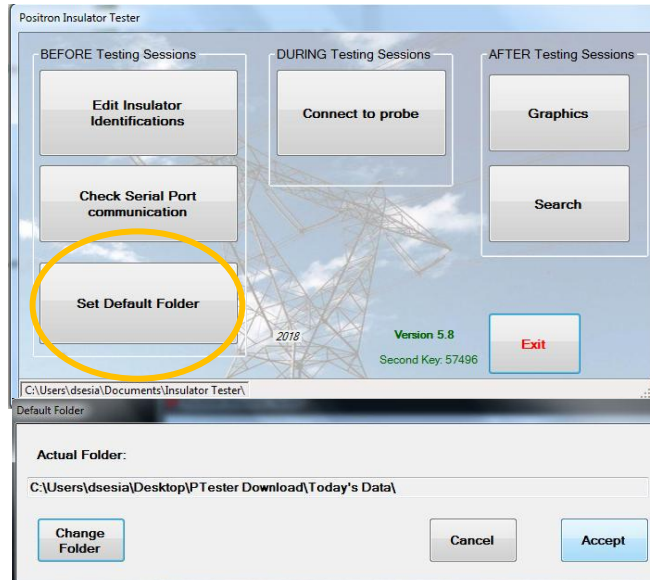 Positron Insulator Tester
BEFORE Testing Sessions
Edit Insulator
Identifications
Check Serial Port
communication
Set Default Folder
DURING Testing Sessions
Connect to probe
AFTER Testing Sessions
Graphics
Search
2018
Version 5.8
Second Key: 57496
Exit
C:\Users\dsesia\Documents\Insulator Tester\
Default Folder
Actual Folder:
C:\Users\dsesia\Desktop\PTester Download\Today's Data\
Change
Folder
Cancel
Accept